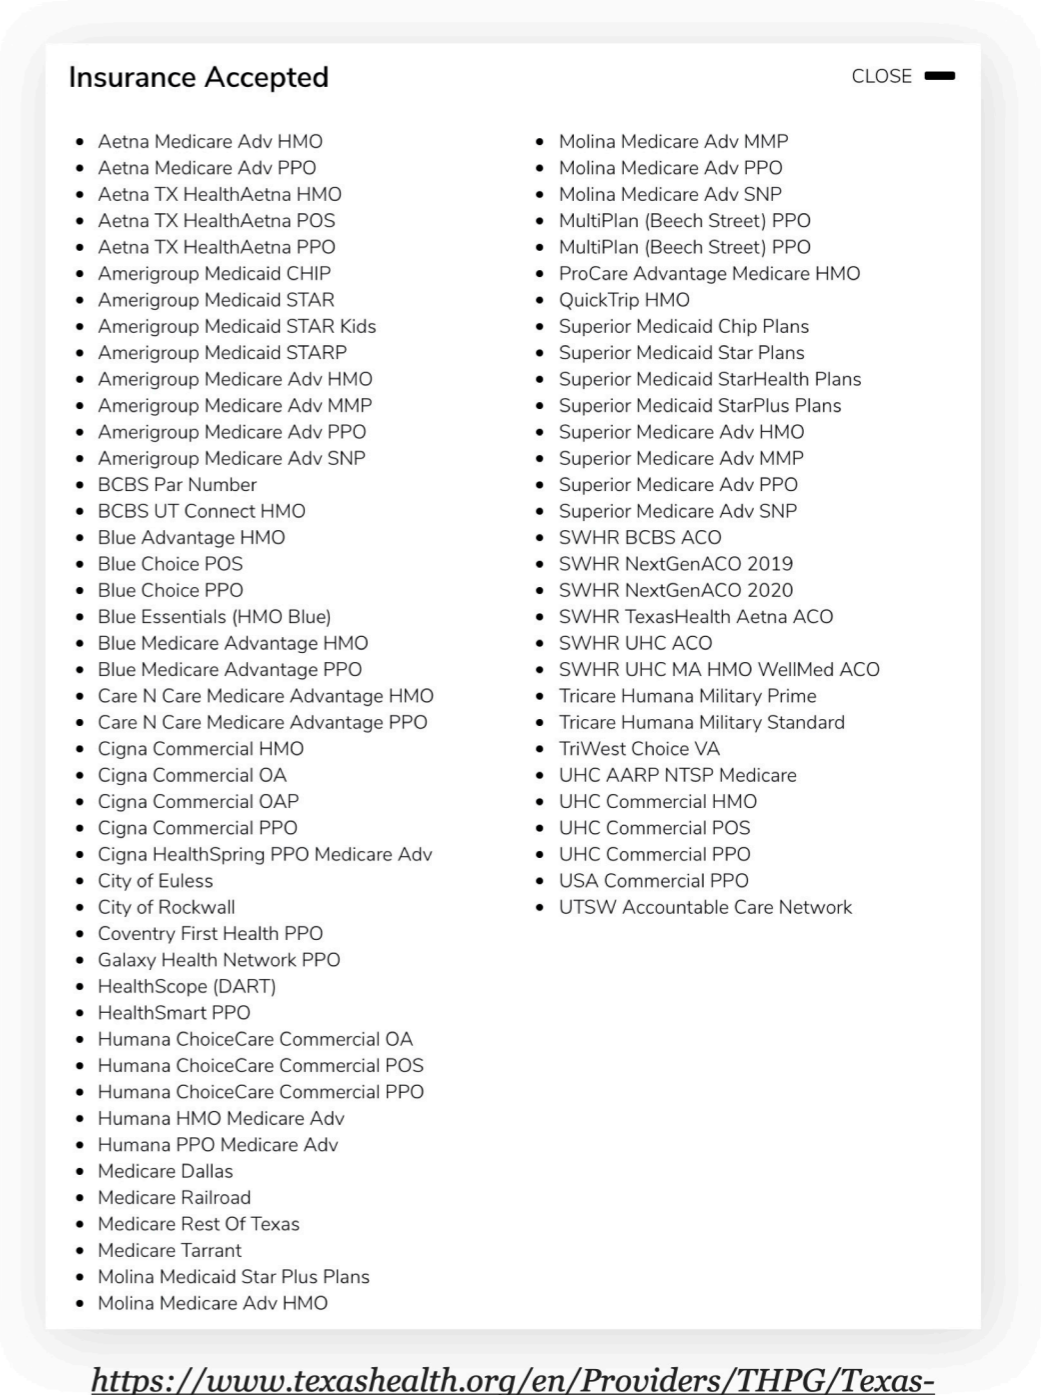 Insurance Accepted
CLOSE
Aetna Medicare Adv HMO
Aetna Medicare Adv PPO
Aetna TX HealthAetna HMO
Aetna TX HealthAetna POS
Aetna TX HealthAetna PPO
Amerigroup Medicaid CHIP
Amerigroup Medicaid STAR
Amerigroup Medicaid STAR Kids
Amerigroup Medicaid STARP
Amerigroup Medicare Adv HMO
Amerigroup Medicare Adv MMP
Amerigroup Medicare Adv PPO
Amerigroup Medicare Adv SNP
BCBS Par Number
BCBS UT Connect HMO
Blue Advantage HMO
Blue Choice POS
Blue Choice PPO
Blue Essentials (HMO Blue)
Blue Medicare Advantage HMO
Blue Medicare Advantage PPO
Care N Care Medicare Advantage HMO
Care N Care Medicare Advantage PPO
Cigna Commercial HMO
Cigna Commercial OA
Cigna Commercial OAP
Cigna Commercial PPO
Cigna HealthSpring PPO Medicare Adv
City of Euless
City of Rockwall
Coventry First Health PPO
Galaxy Health Network PPO
HealthScope (DART)
HealthSmart PPO
Humana ChoiceCare Commercial OA
Humana ChoiceCare Commercial POS
Humana ChoiceCare Commercial PPO
Humana HMO Medicare Adv
Humana PPO Medicare Adv
Medicare Dallas
Medicare Railroad
Medicare Rest Of Texas
Medicare Tarrant
Molina Medicaid Star Plus Plans
Molina Medicare Adv HMO
Molina Medicare Adv MMP
Molina Medicare Adv PPO
Molina Medicare Adv SNP
MultiPlan (Beech Street) PPO
MultiPlan (Beech Street) PPO
ProCare Advantage Medicare HMO
QuickTrip HMO
Superior Medicaid Chip Plans
Superior Medicaid Star Plans
Superior Medicaid StarHealth Plans
Superior Medicaid StarPlus Plans
Superior Medicare Adv HMO
Superior Medicare Adv MMP
Superior Medicare Adv PPO
Superior Medicare Adv SNP
SWHR BCBS ACO
SWHR NextGenACO 2019
SWHR NextGenACO 2020
SWHR TexasHealth Aetna ACO
SWHR UHC ACO
SWHR UHC MA HMO WellMed ACO
Tricare Humana Military Prime
Tricare Humana Military Standard
TriWest Choice VA
UHC AARP NTSP Medicare
UHC Commercial HMO
UHC Commercial POS
UHC Commercial PPO
USA Commercial PPO
UTSW Accountable Care Network
https://www.texashealth.org/en/Providers/THPG/Texas-